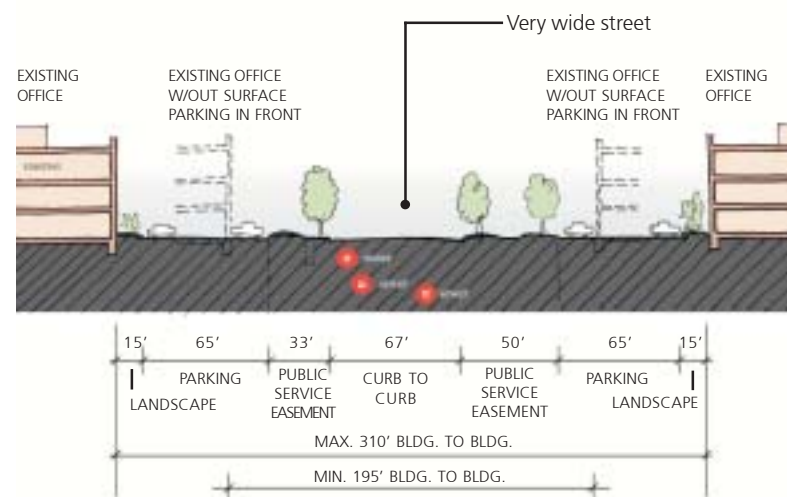 Very wide street
EXISTING
OFFICE
EXISTING OFFICE
W/OUT SURFACE
PARKING IN FRONT
EXISTING OFFICE
W/OUT SURFACE
PARKING IN FRONT
EXISTING
OFFICE
15’
65’
33’
67’
50’
65’
15’
LANDSCAPE
PARKING
PUBLIC
SERVICE
EASEMENT
CURB TO
CURB
PUBLIC
SERVICE
EASEMENT
PARKING
LANDSCAPE
MAX. 310’ BLDG. TO BLDG.
MIN. 195’ BLDG. TO BLDG.